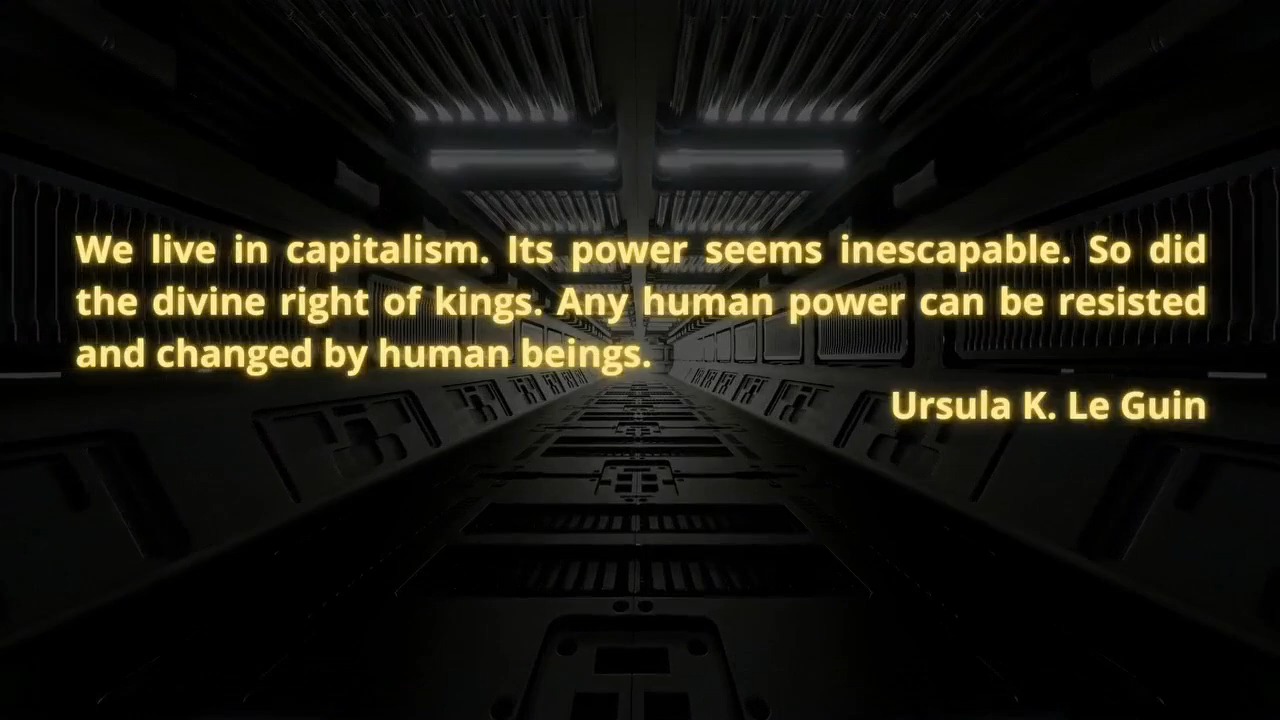 We live in capitalism. Its power seems inescapable. So did
the divine right of kings. Any human power can be resisted
and changed by human beings.
Ursula K. Le Guin